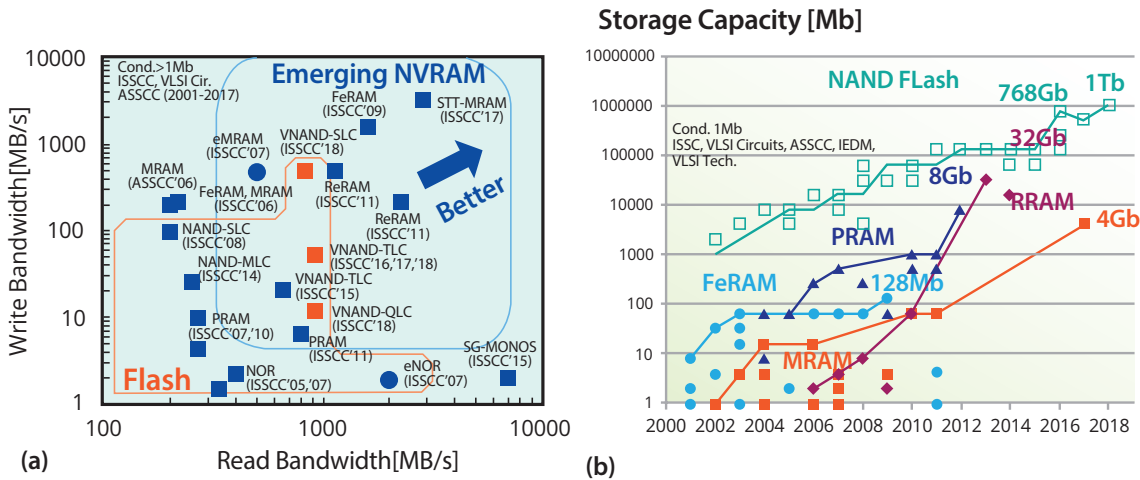 Storage Capacity [Mb]
Write Bandwidth[MB/s]
10000
1000
100
10
1
Cond.>1Mb
ISSCC, VLSI Cir.
ASSCC (2001-2017)
Emerging NVRAM
FeRAM
(ISSCC'09)
STT-MRAM
(ISSCC'17)
eMRAM
(ISSCC'07)
VNAND-SLC
(ISSCC'18)
MRAM
(ASSCC'06)
FeRAM, MRAM
(ISSCC'06)
ReRAM
(ISSCC'11)
Better
ReRAM
(ISSCC'11)
NAND-SLC
(ISSCC'08)
NAND-MLC
(ISSCC'14)
VNAND-TLC
(ISSCC'16,'17,'18)
VNAND-TLC
(ISSCC'15)
VNAND-QLC
(ISSCC'18)
PRAM
(ISSCC'07,'10)
PRAM
(ISSCC'11)
SG-MONOS
(ISSCC'15)
Flash
NOR
(ISSCC'05,'07)
eNOR
(ISSCC'07)
100
1000
10000
(a)
Read Bandwidth[MB/s]
10000000
1000000
100000
10000
1000
100
10
1
NAND FLash
768Gb
1Tb
Cond. 1Mb
ISSC, VLSI Circuits, ASSCC, IEDM,
VLSI Tech.
32Gb
8Gb
RRAM
4Gb
PRAM
FeRAM
128Mb
MRAM
2000 2002 2004 2006 2008 2010 2012 2014 2016 2018
(b)